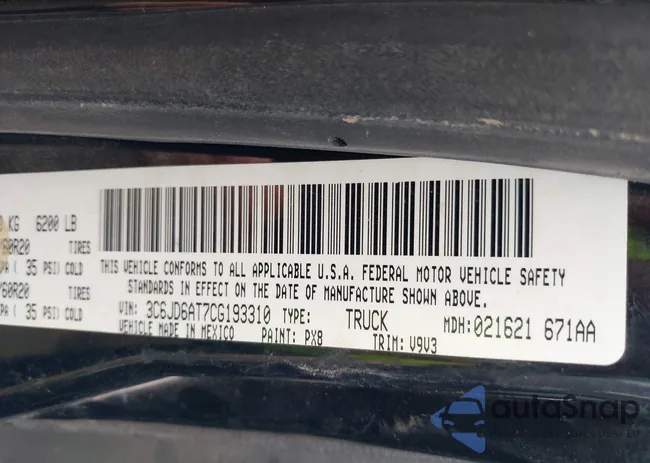 KG 6200 LB
60R20 TIRES
PA ( 35 PSI) COLD
60R20 TIRES
PA ( 35 PSI) COLD
THIS VEHICLE CONFORMS TO ALL APPLICABLE U.S.A. FEDERAL MOTOR VEHICLE SAFETY
STANDARDS IN EFFECT ON THE DATE OF MANUFACTURE SHOWN ABOVE.
VIN: 3C6JD6AT7CG193310 TYPE: TRUCK MDH: 021621 671AA
VEHICLE MADE IN MEXICO PAINT: PX8 TRIM: V9V3
autoSnap